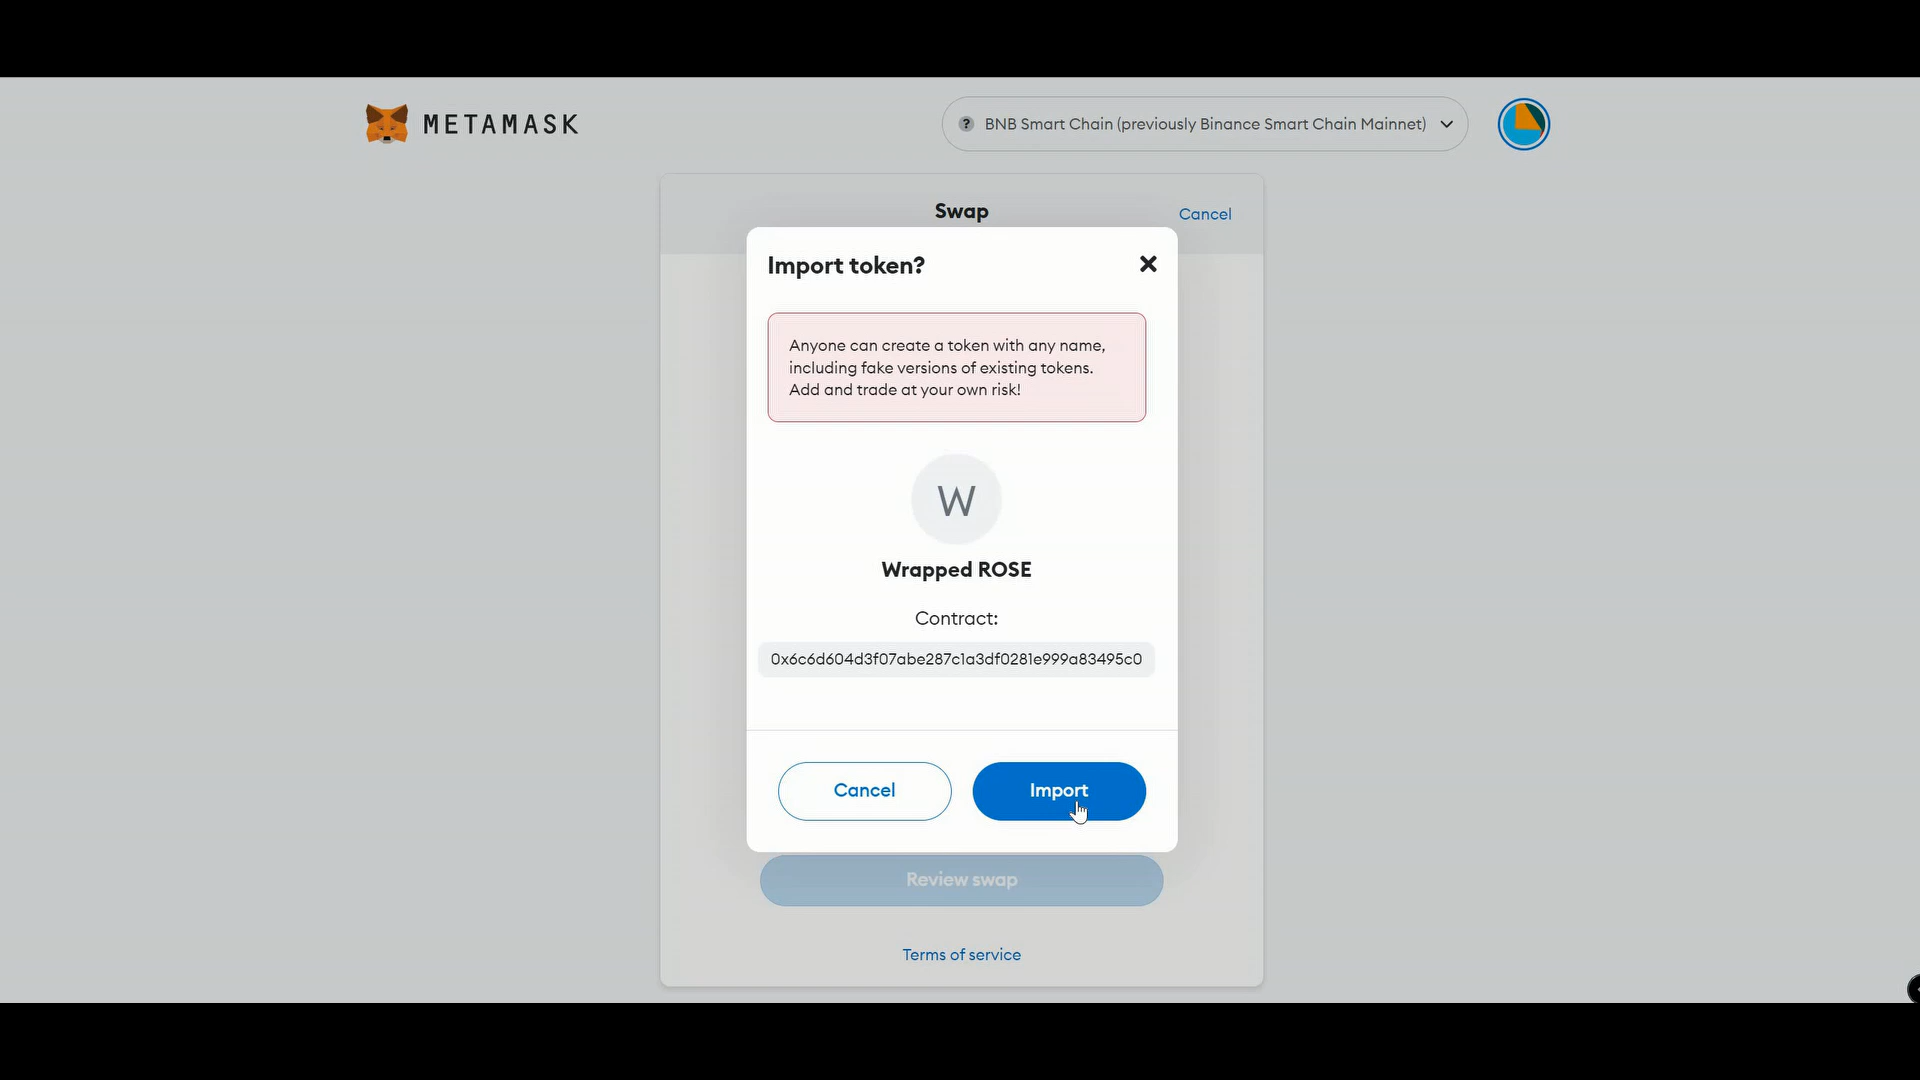 METAMASK
? BNB Smart Chain (previously Binance Smart Chain Mainnet)
Swap
Cancel
Import token?
Anyone can create a token with any name,
including fake versions of existing tokens.
Add and trade at your own risk!
W
Wrapped ROSE
Contract:
0x6c6d604d3f07abe287c1a3df0281e999a83495c0
Cancel
Import
Review swap
Terms of service